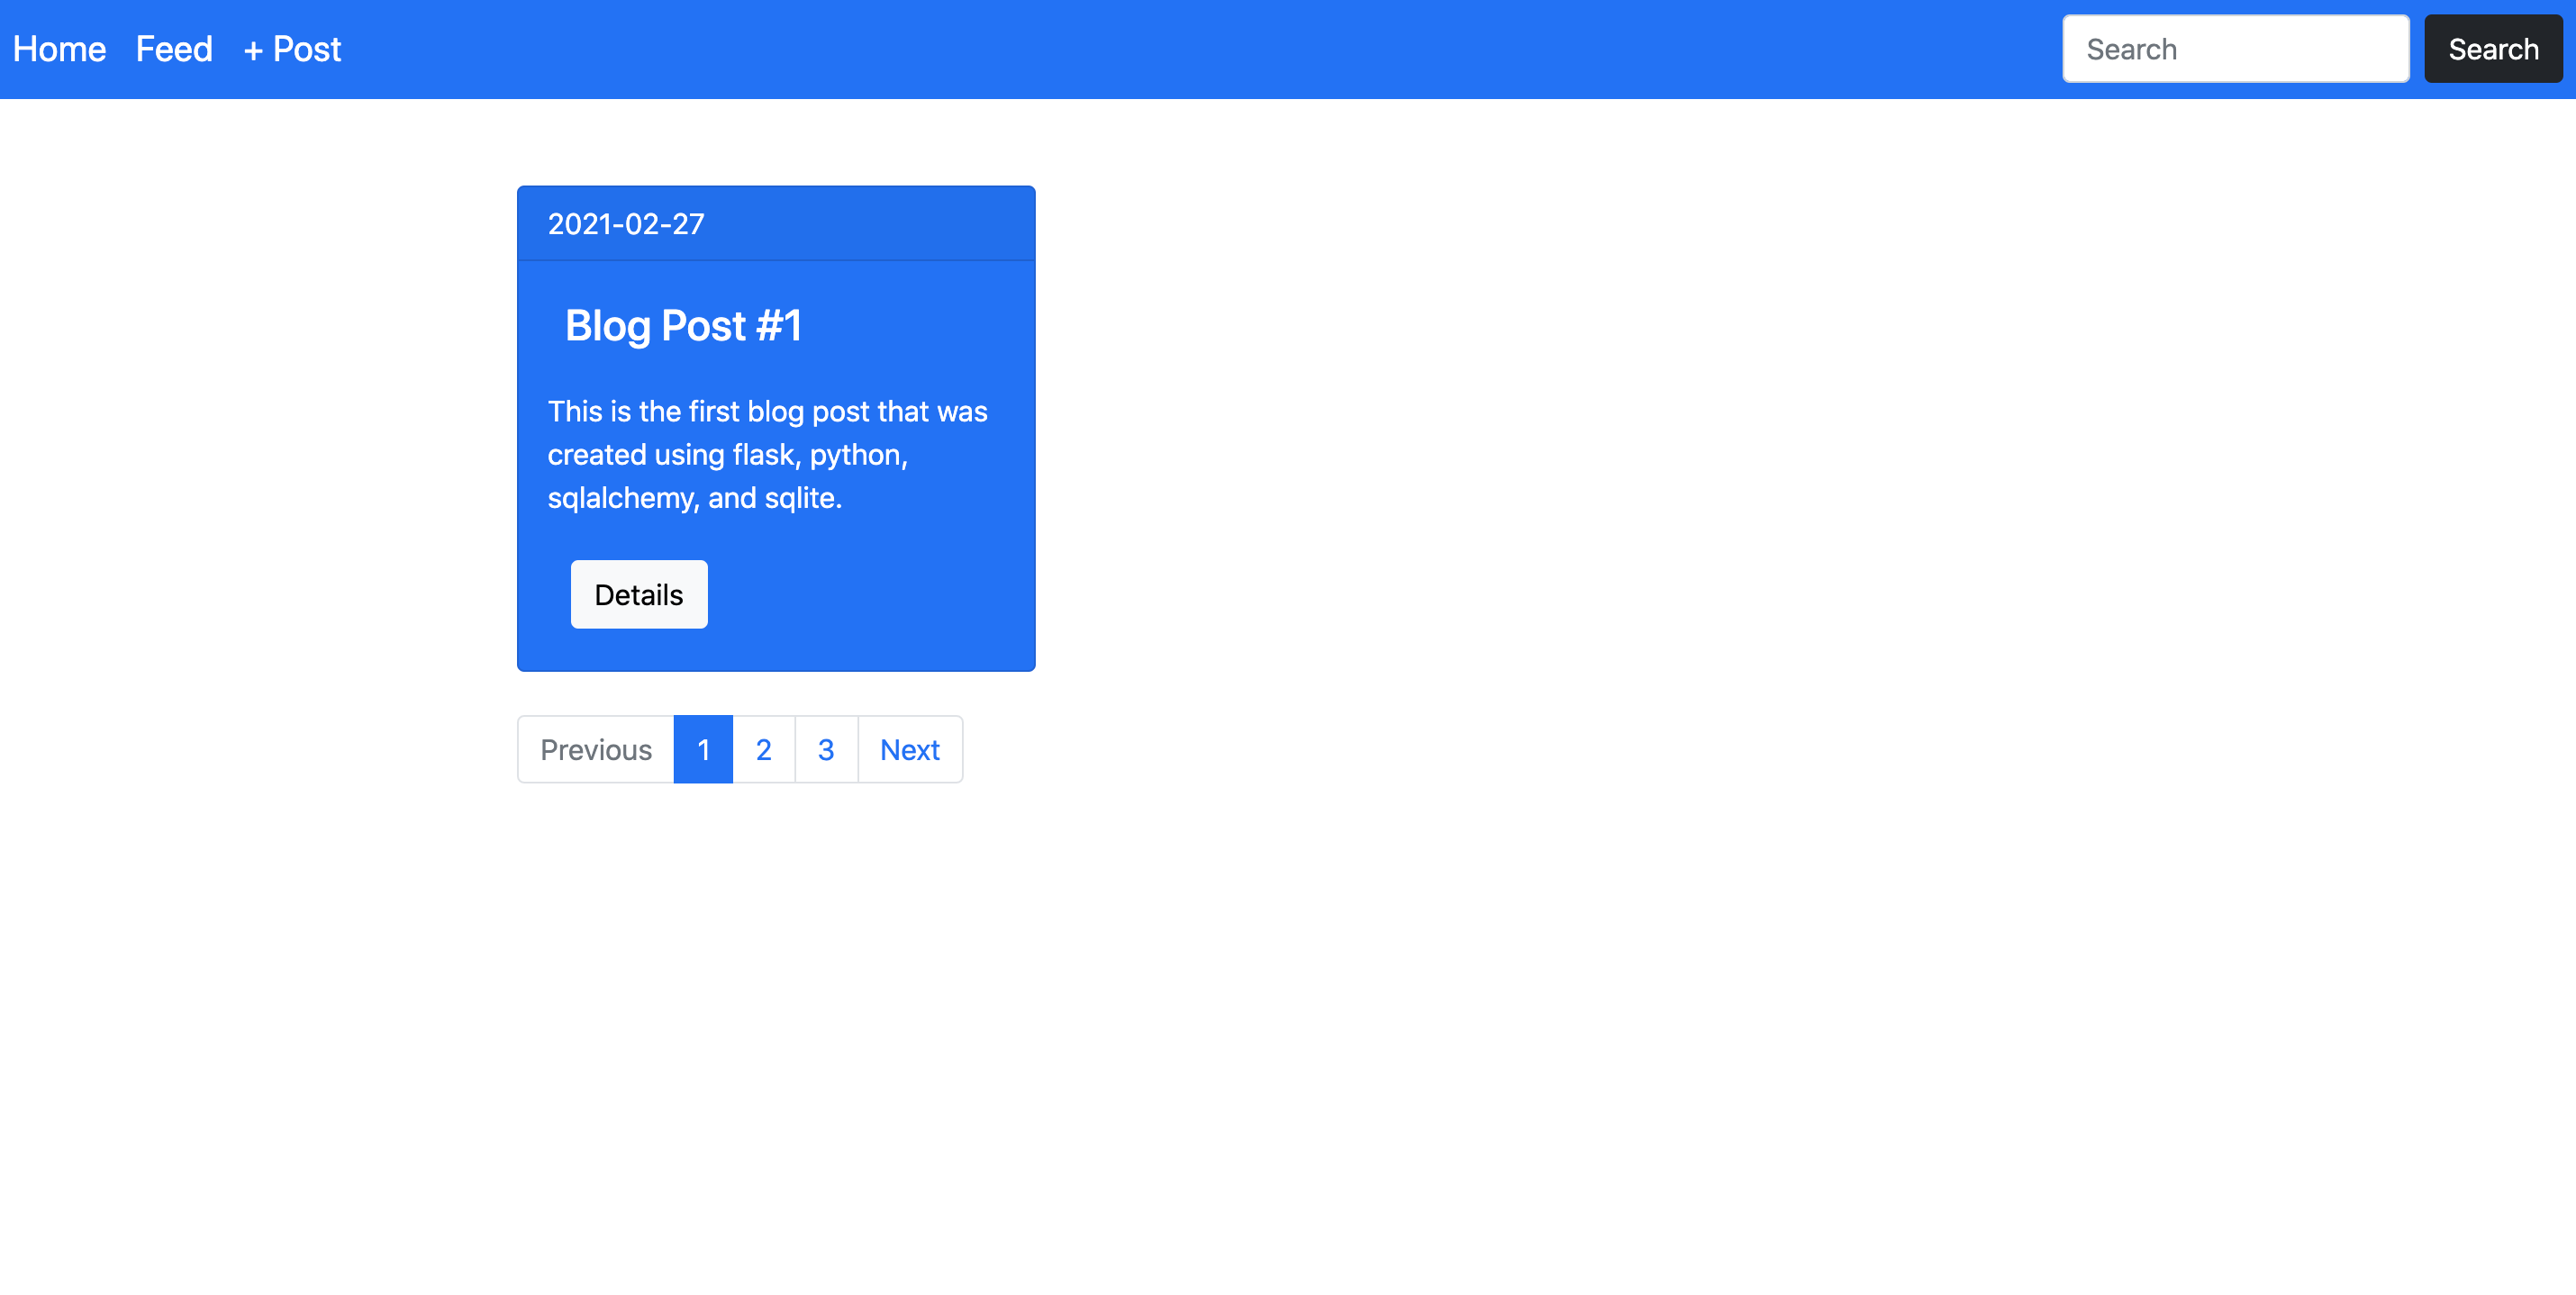 Home Feed + Post Search Search
2021-02-27
Blog Post #1
This is the first blog post that was
created using flask, python,
sqlalchemy, and sqlite.
Details
Previous 1 2 3 Next